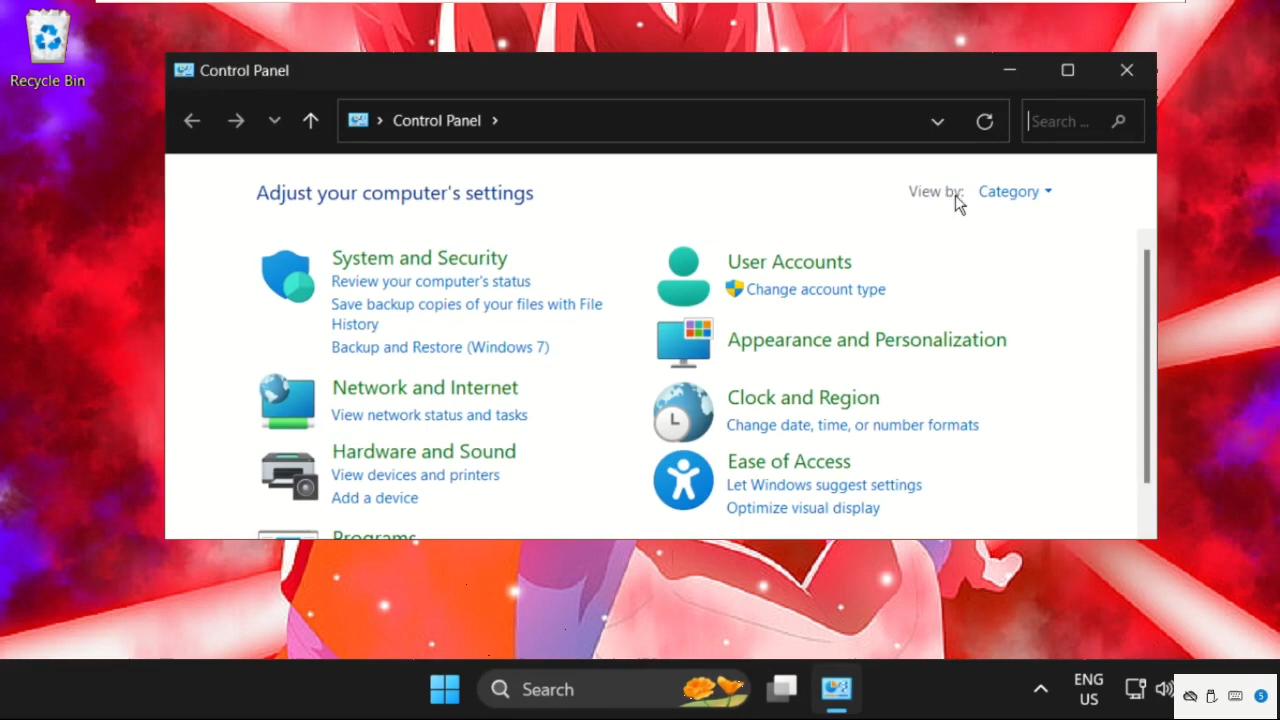 Recycle Bin
Control Panel
Control Panel
Search ...
Adjust your computer's settings
View by:
Category
System and Security
Review your computer's status
Save backup copies of your files with File
History
Backup and Restore (Windows 7)
Network and Internet
View network status and tasks
Hardware and Sound
View devices and printers
Add a device
Programs
User Accounts
Change account type
Appearance and Personalization
Clock and Region
Change date, time, or number formats
Ease of Access
Let Windows suggest settings
Optimize visual display
Search
ENG
US
5